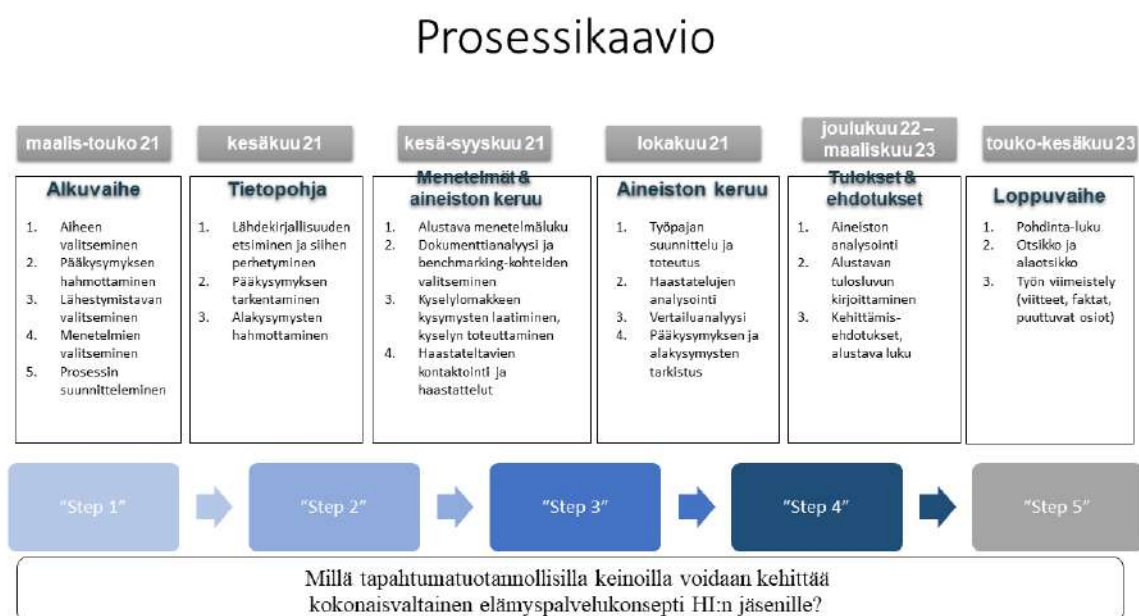 Prosessikaavio
maalis-touko 21
Alkuvaihe
1. Aiheen
valitseminen
2. Pääkysymyksen
hahmottaminen
3. Lähestymistavan
valitseminen
4. Menetelmien
valitseminen
5. Prosessin
suunnitteleminen
kesäkuu 21
Tietopohja
1. Lähdekirjallisuuden
etsiminen ja siihen
perhetyminen
2. Pääkysymyksen
tarkentaminen
3. Alakysymysten
hahmottaminen
kesä-syyskuu 21
Menetelmät &
aineiston keruu
1. Alustava menetelmäluku
2. Dokumenttianalyysi ja
benchmarking-kohteiden
valitseminen
3. Kyselylomakkeen
kysymysten laatiminen,
kyselyn toteuttaminen
4. Haastateltavien
kontaktointi ja
haastattelut
lokakuu 21
Aineiston keruu
1. Työpajan
suunnittelu ja
toteutus
2. Haastatelujen
analysointi
3. Vertailuanalyysi
4. Pääkysymyksen ja
alakysymysten
tarkistus
joulukuu 22 –
maaliskuu 23
Tulokset &
ehdotukset
1. Aineiston
analysointi
2. Alustavan
tulosluvun
kirjoittaminen
3. Kehittämis-
ehdotukset,
alustava luku
touko-kesäkuu 23
Loppuvaihe
1. Pohdinta-luku
2. Otsikko ja
alaotsikko
3. Työn viimeistely
(viitteet, faktat,
puuttuvat osiot)
"Step 1"
"Step 2"
"Step 3"
"Step 4"
"Step 5"
Millä tapahtumatuotannollisilla keinoilla voidaan kehittää
kokonaisvaltainen elämyspalvelukonsepti HI:n jäsenille?